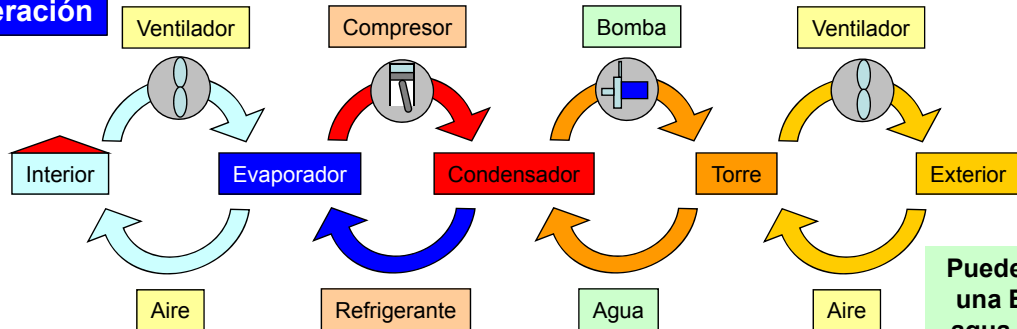 eración
Ventilador
Compresor
Bomba
Ventilador
Interior
Evaporador
Condensador
Torre
Exterior
Aire
Refrigerante
Agua
Aire
Puede
una
agua